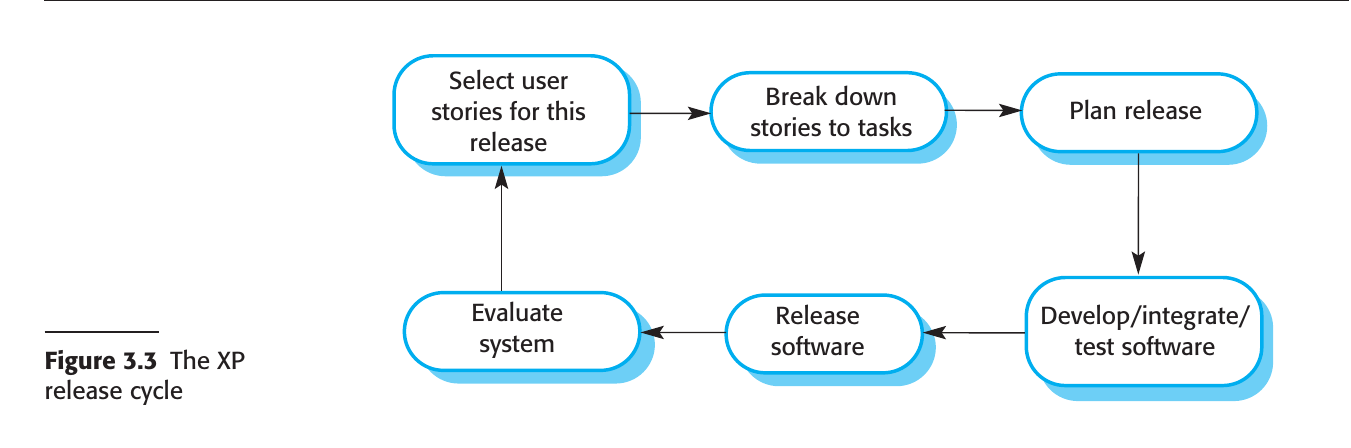 Select user
stories for this
release
Break down
stories to tasks
Plan release
Develop/integrate/
test software
Release
software
Evaluate
system
Figure 3.3 The XP
release cycle